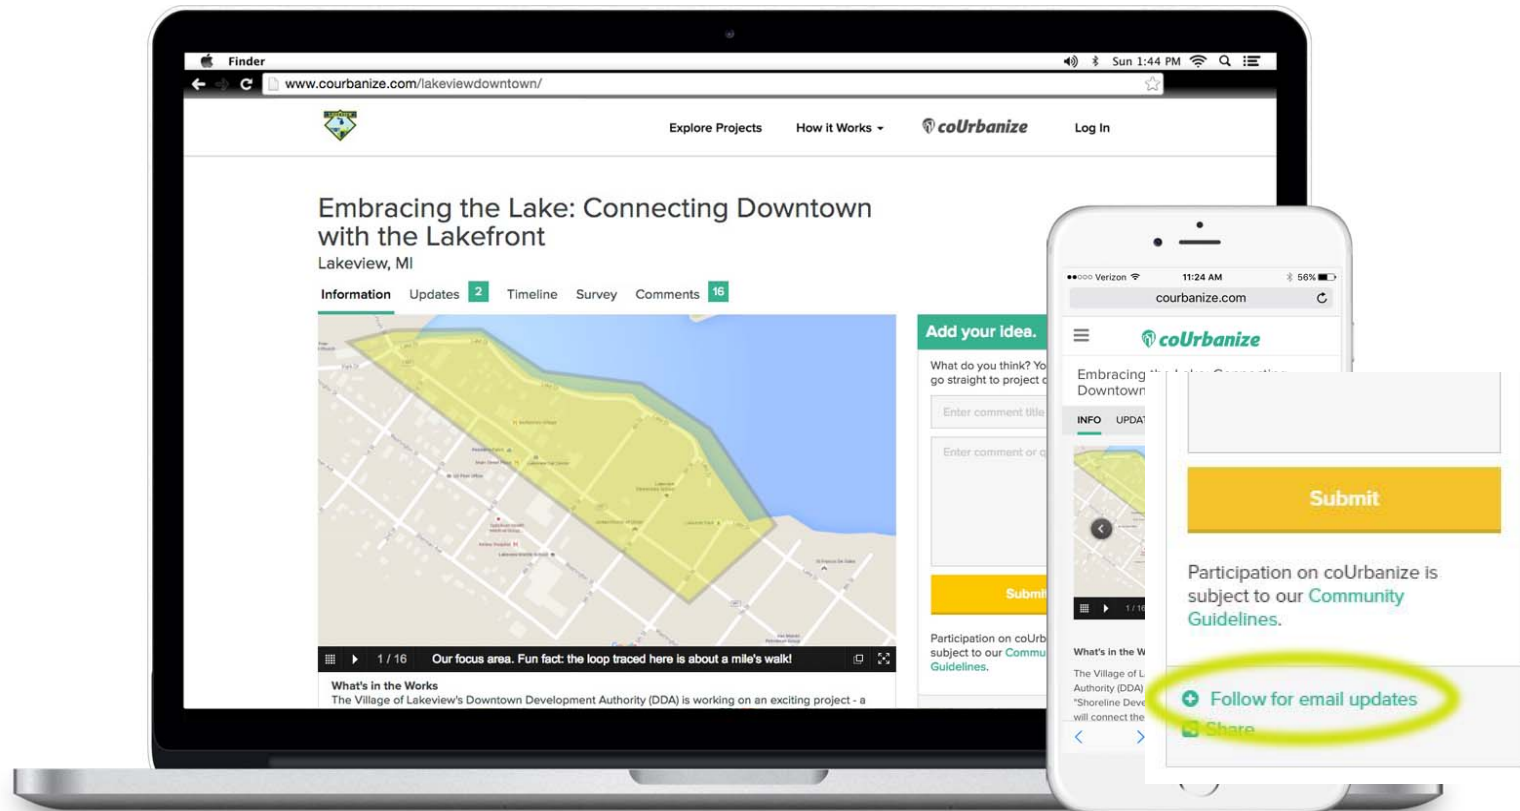 Finder
Sun 1:44 PM
www.courbanize.com/lakeviewdowntown/
Explore Projects
How it Works
coUrbanize
Log In
Embracing the Lake: Connecting Downtown
with the Lakefront
Lakeview, MI
Information
Updates 2
Timeline
Survey
Comments 16
1 / 16
Our focus area. Fun fact: the loop traced here is about a mile's walk!
What's in the Works
The Village of Lakeview's Downtown Development Authority (DDA) is working on an exciting project - a
Add your idea.
What do you think? Yo
go straight to project
Enter comment title
Enter comment or q
Submi
Participation on coUrb
subject to our Commu
Guidelines.
Verizon
11:24 AM
56%
courbanize.com
coUrbanize
Embracing
Downtown
INFO
UPDA
1 / 16
What's in the W
The Village of L
Authority (DDA)
"Shoreline Deve
will connect the
Submit
Participation on coUrbanize is
subject to our Community
Guidelines.
Follow for email updates
Share